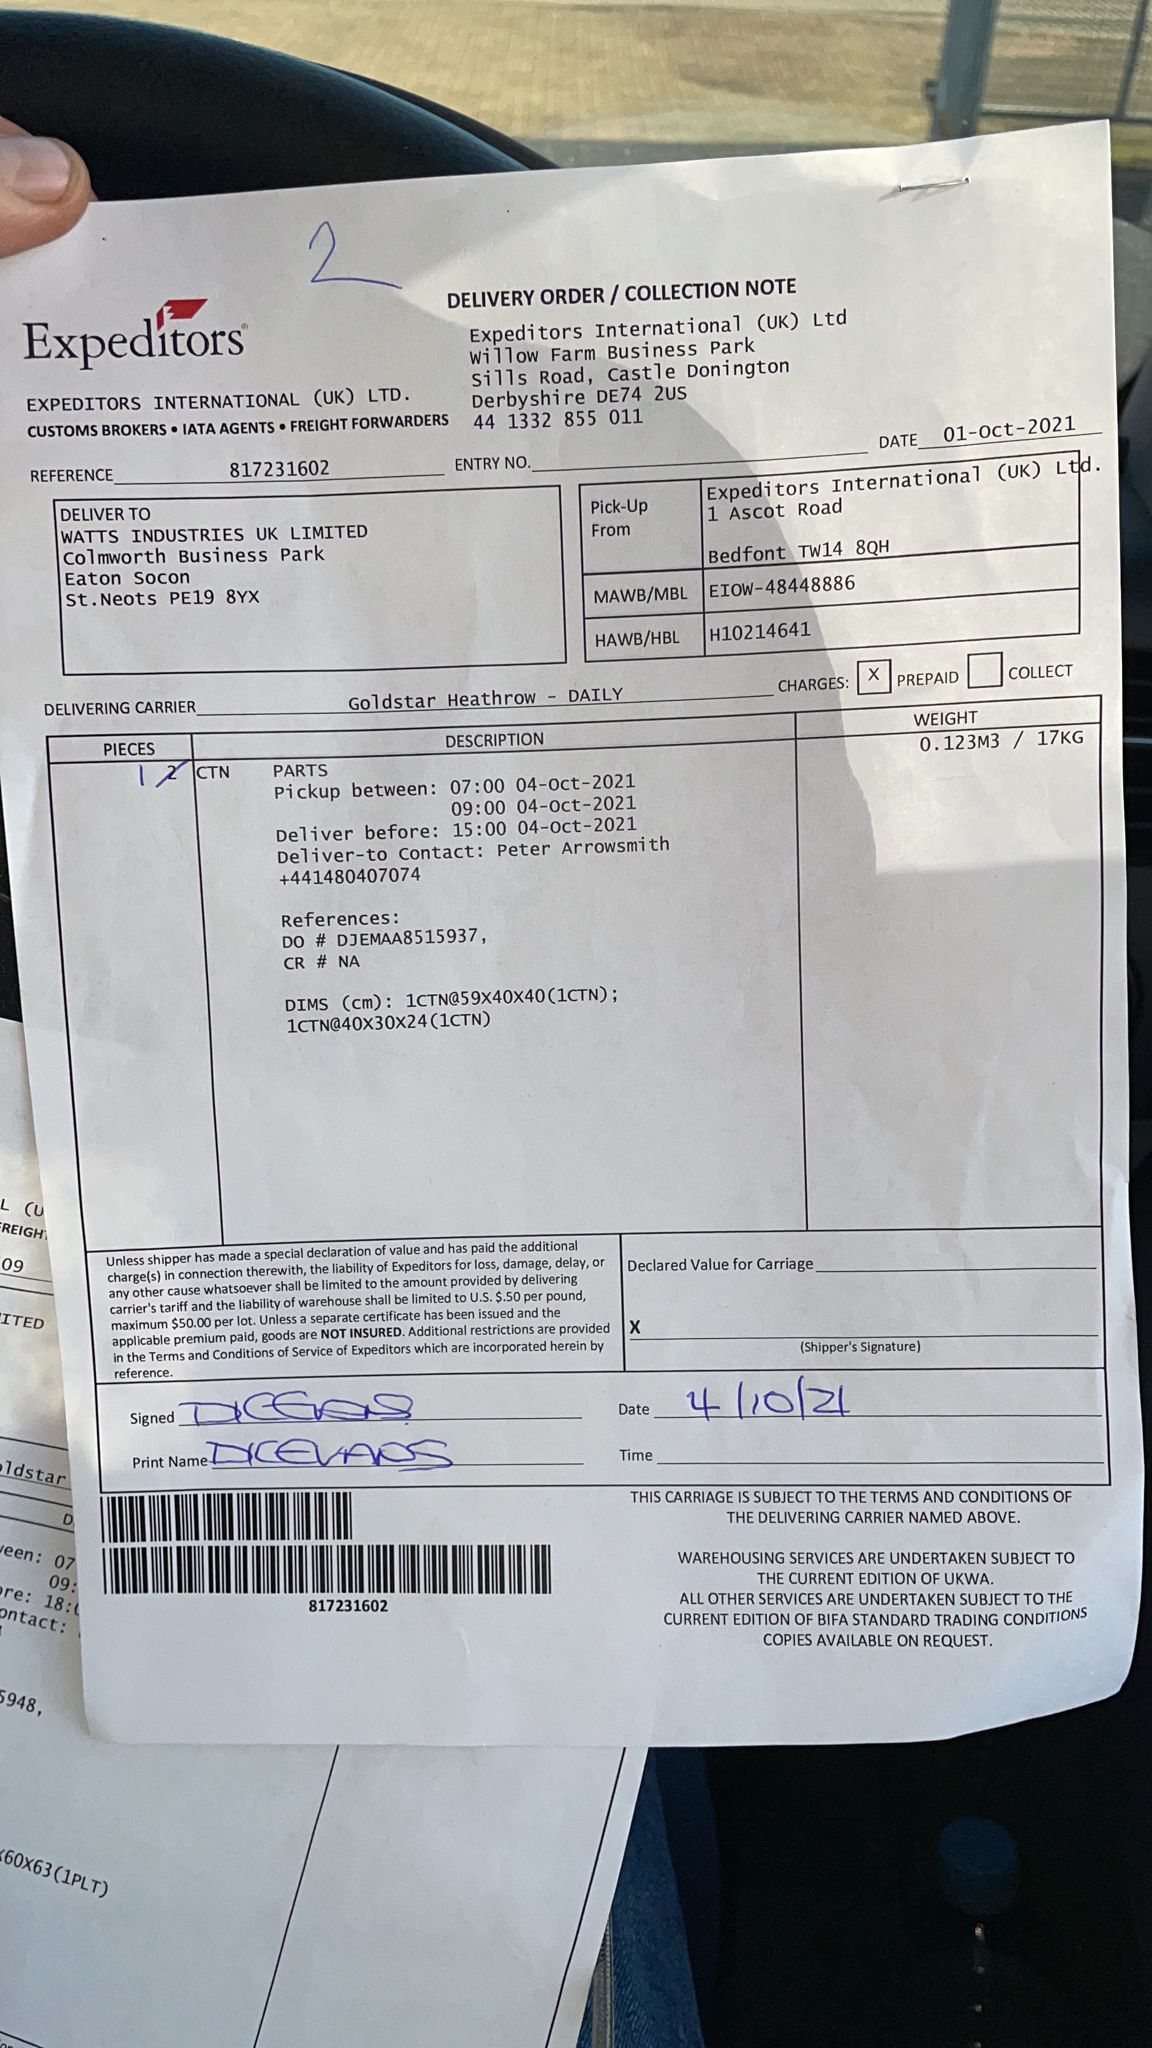 2
Expeditors®
DELIVERY ORDER / COLLECTION NOTE
Expeditors International (UK) Ltd
Willow Farm Business Park
Sills Road, Castle Donington
Derbyshire DE74 2US
44 1332 855 011
EXPEDITORS INTERNATIONAL (UK) LTD.
CUSTOMS BROKERS • IATA AGENTS • FREIGHT FORWARDERS
DATE 01-Oct-2021
REFERENCE 817231602 ENTRY NO.
DELIVER TO
WATTS INDUSTRIES UK LIMITED
Colmworth Business Park
Eaton Socon
St.Neots PE19 8YX
Pick-Up From
Expeditors International (UK) Ltd.
1 Ascot Road
Bedfont TW14 8QH
MAWB/MBL EIOW-48448886
HAWB/HBL H10214641
DELIVERING CARRIER Goldstar Heathrow - DAILY CHARGES: X PREPAID COLLECT
PIECES DESCRIPTION WEIGHT
1 2 CTN PARTS 0.123M3 / 17KG
Pickup between: 07:00 04-Oct-2021
09:00 04-Oct-2021
Deliver before: 15:00 04-Oct-2021
Deliver-to Contact: Peter Arrowsmith
+441480407074
References:
DO # DJEMAA8515937,
CR # NA
DIMS (cm): 1CTN@59X40X40(1CTN);
1CTN@40X30X24(1CTN)
Unless shipper has made a special declaration of value and has paid the additional
charge(s) in connection therewith, the liability of Expeditors for loss, damage, delay, or
any other cause whatsoever shall be limited to the amount provided by delivering
carrier's tariff and the liability of warehouse shall be limited to U.S. $.50 per pound,
maximum $50.00 per lot. Unless a separate certificate has been issued and the
applicable premium paid, goods are NOT INSURED. Additional restrictions are provided
in the Terms and Conditions of Service of Expeditors which are incorporated herein by
reference.
Declared Value for Carriage
X
(Shipper's Signature)
Signed
Date 4/10/21
Print Name
Time
817231602
THIS CARRIAGE IS SUBJECT TO THE TERMS AND CONDITIONS OF
THE DELIVERING CARRIER NAMED ABOVE.
WAREHOUSING SERVICES ARE UNDERTAKEN SUBJECT TO
THE CURRENT EDITION OF UKWA.
ALL OTHER SERVICES ARE UNDERTAKEN SUBJECT TO THE
CURRENT EDITION OF BIFA STANDARD TRADING CONDITIONS
COPIES AVAILABLE ON REQUEST.
L (U
REIGH
09
ITED
oldstar
D
een: 07
09:
re: 18:
ontact:
5948,
X60X63(1PLT)